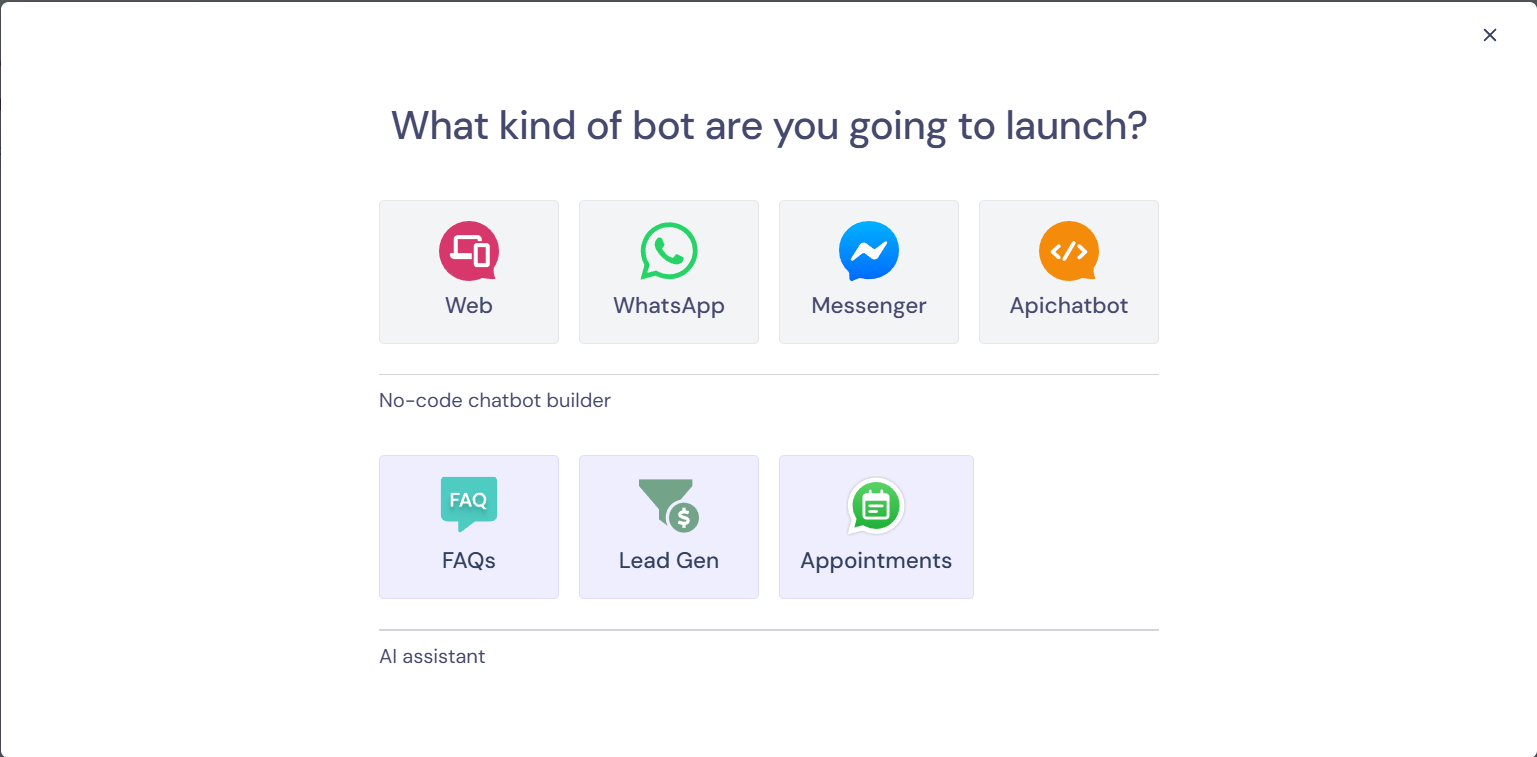 What kind of bot are you going to launch?
Web
WhatsApp
Messenger
Apichatbot
No-code chatbot builder
FAQ
FAQs
Lead Gen
Appointments
AI assistant